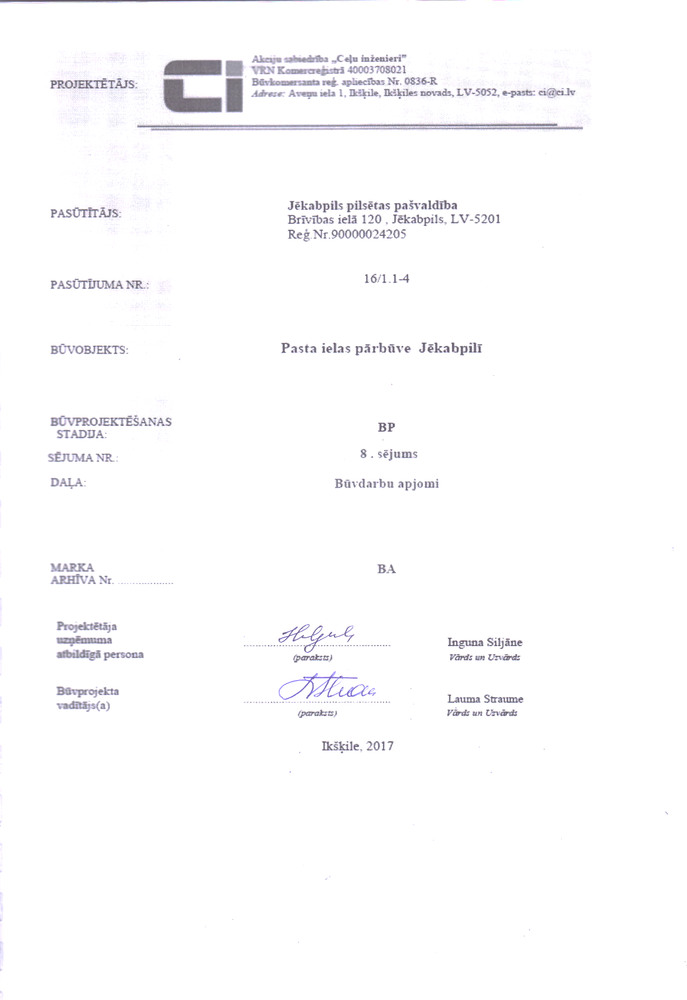 PROJEKTĒTĀJS:
Ci
Akciju sabiedrība „Ceļu inženieri”
VRN Komercreģistrā 40003708021
Būvkomersanta reģ. apliecības Nr. 0836-R
Adrese: Aveņu iela 1, Ikšķile, Ikšķiles novads, LV-5052, e-pasts: ci@ci.lv
PASŪTĪTĀJS:
Jēkabpils pilsētas pašvaldība
Brīvības ielā 120 , Jēkabpils, LV-5201
Reģ.Nr.90000024205
PASŪTĪJUMA NR.:
16/1.1-4
BŪVOBJEKTS:
Pasta ielas pārbūve Jēkabpilī
BŪVPROJEKTĒŠANAS
STADIJA:
BP
SĒJUMA NR.:
8 . sējums
DAĻA:
Būvdarbu apjomi
MARKA
BA
ARHĪVA Nr. ..................
Projektētāja
uzņēmuma
atbildīgā persona
Inguna Siljāne
(paraksts)
Vārds un Uzvārds
Būvprojekta
vadītājs(a)
Lauma Straume
(paraksts)
Vārds un Uzvārds
Ikšķile, 2017